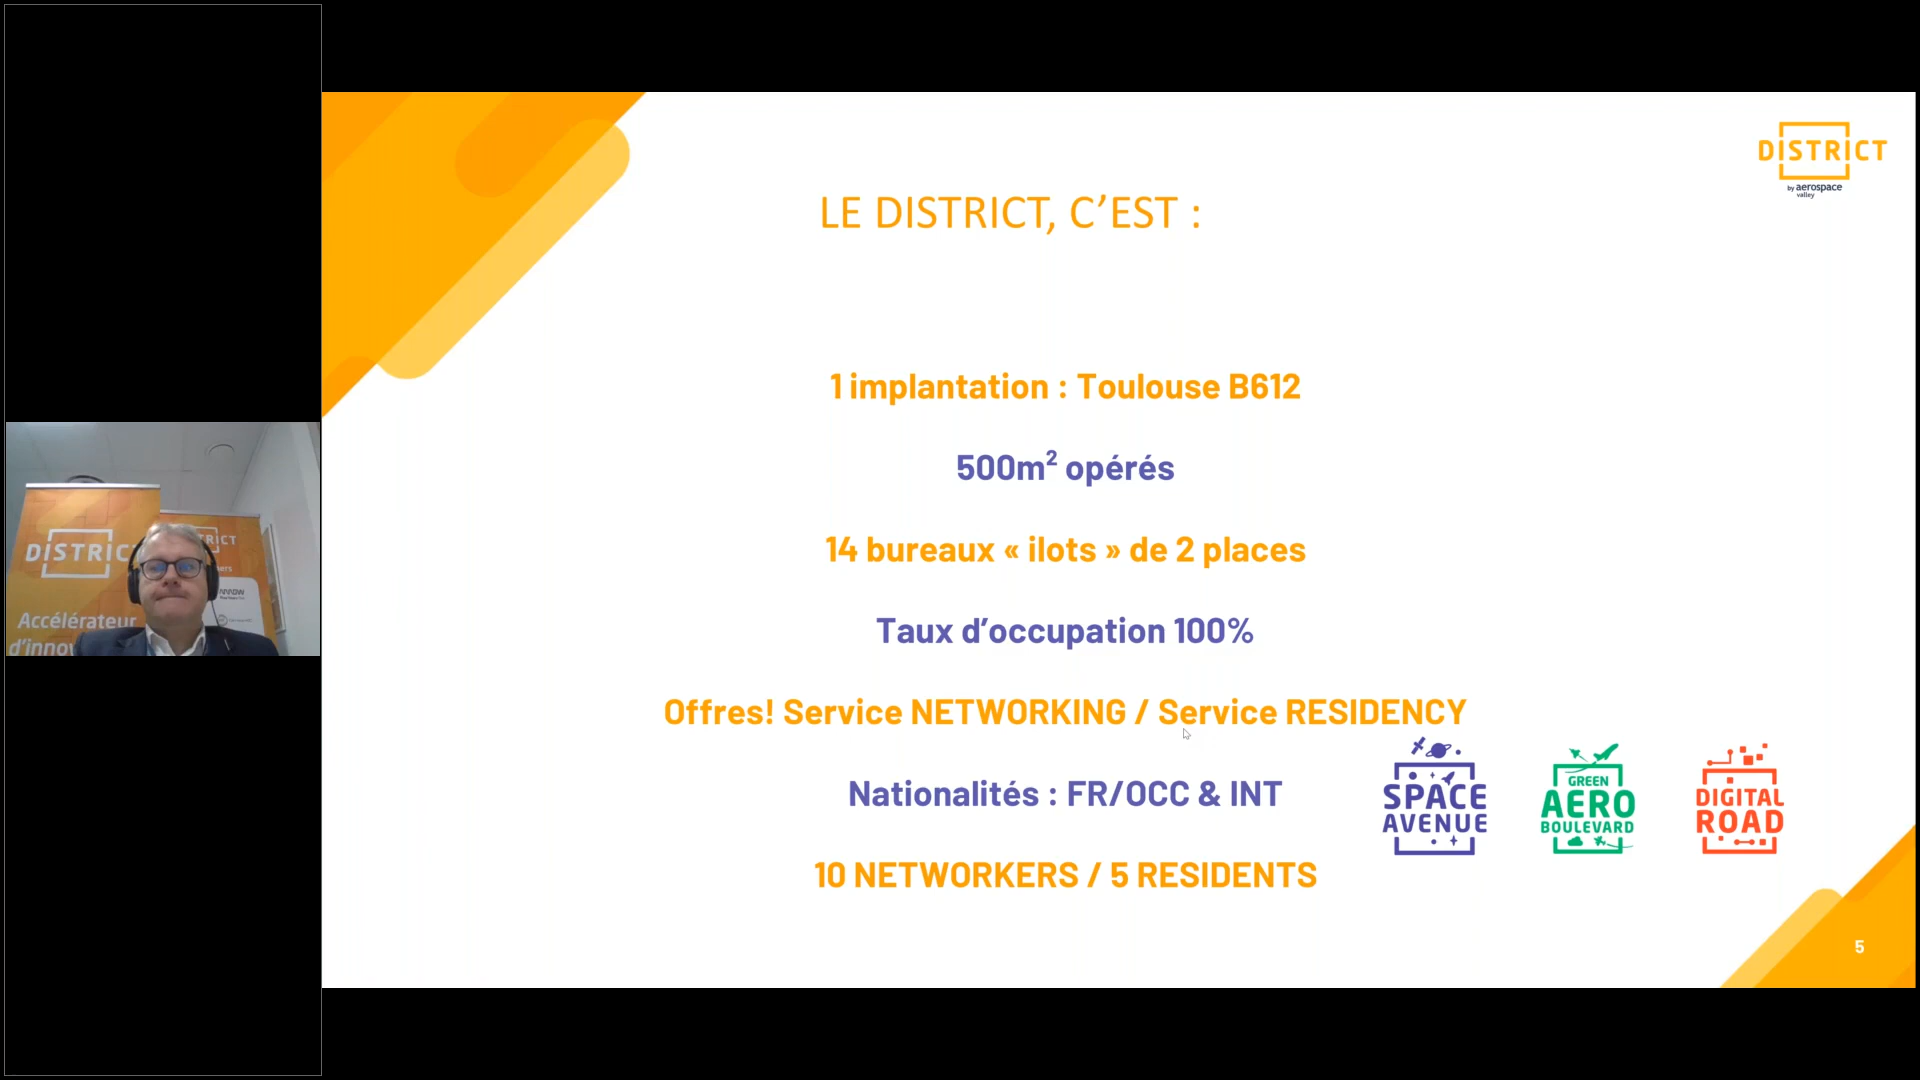 DISTRICT
by aerospace
valley
LE DISTRICT, C’EST :
1 implantation : Toulouse B612
500m² opérés
14 bureaux « ilots » de 2 places
Taux d’occupation 100%
Offres! Service NETWORKING / Service RESIDENCY
Nationalités : FR/OCC & INT
10 NETWORKERS / 5 RESIDENTS
SPACE
AVENUE
GREEN
AERO
BOULEVARD
DIGITAL
ROAD
5
DISTRIC
TRICT
Accélérateur
d’innov